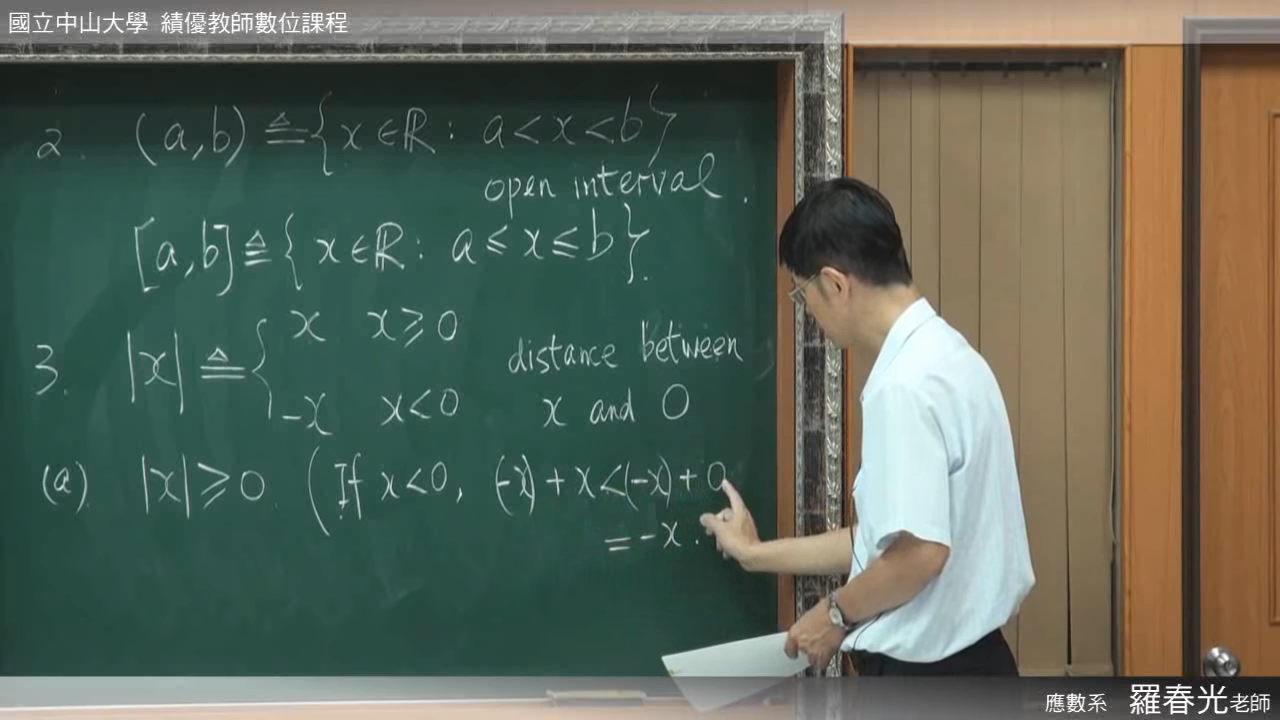 國立中山大學 績優教師數位課程
2. (a,b) ≜ {x∈ℝ : a<x<b}
open interval.
[a,b] ≜ { x∈ℝ : a≤x≤b}.
3. |x| ≜ { x x≥0
-x x<0
distance between
x and 0
(a) |x|≥0 (If x<0, (-x)+x<(-x)+0
=-x.
應數系 羅春光老師